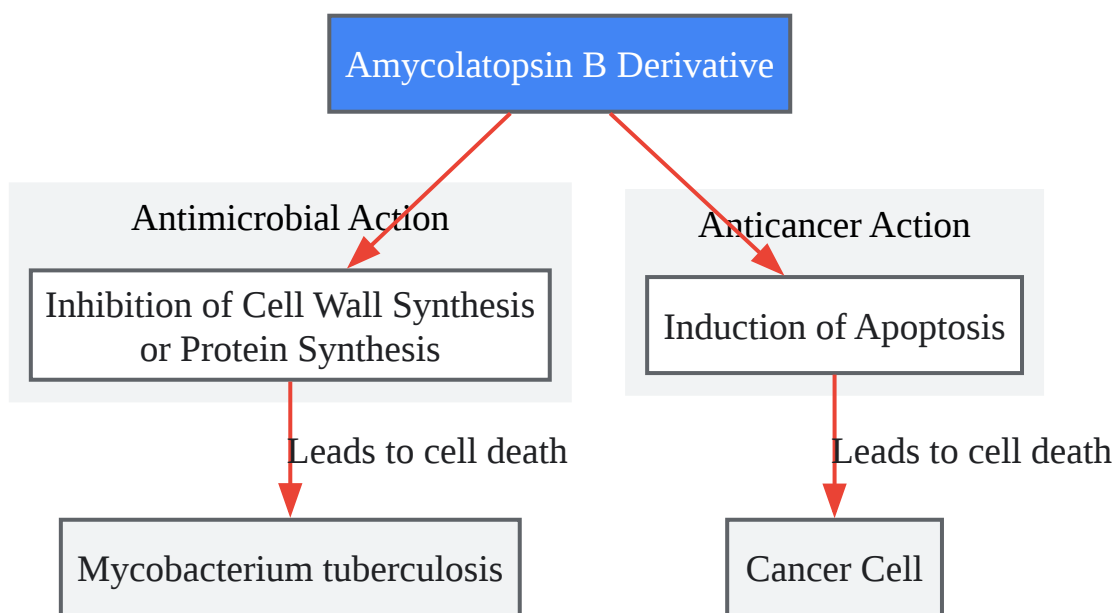 Amycolatopsin B Derivative
Antimicrobial Action
Anticancer Action
Inhibition of Cell Wall Synthesis
or Protein Synthesis
Induction of Apoptosis
Leads to cell death
Leads to cell death
Mycobacterium tuberculosis
Cancer Cell